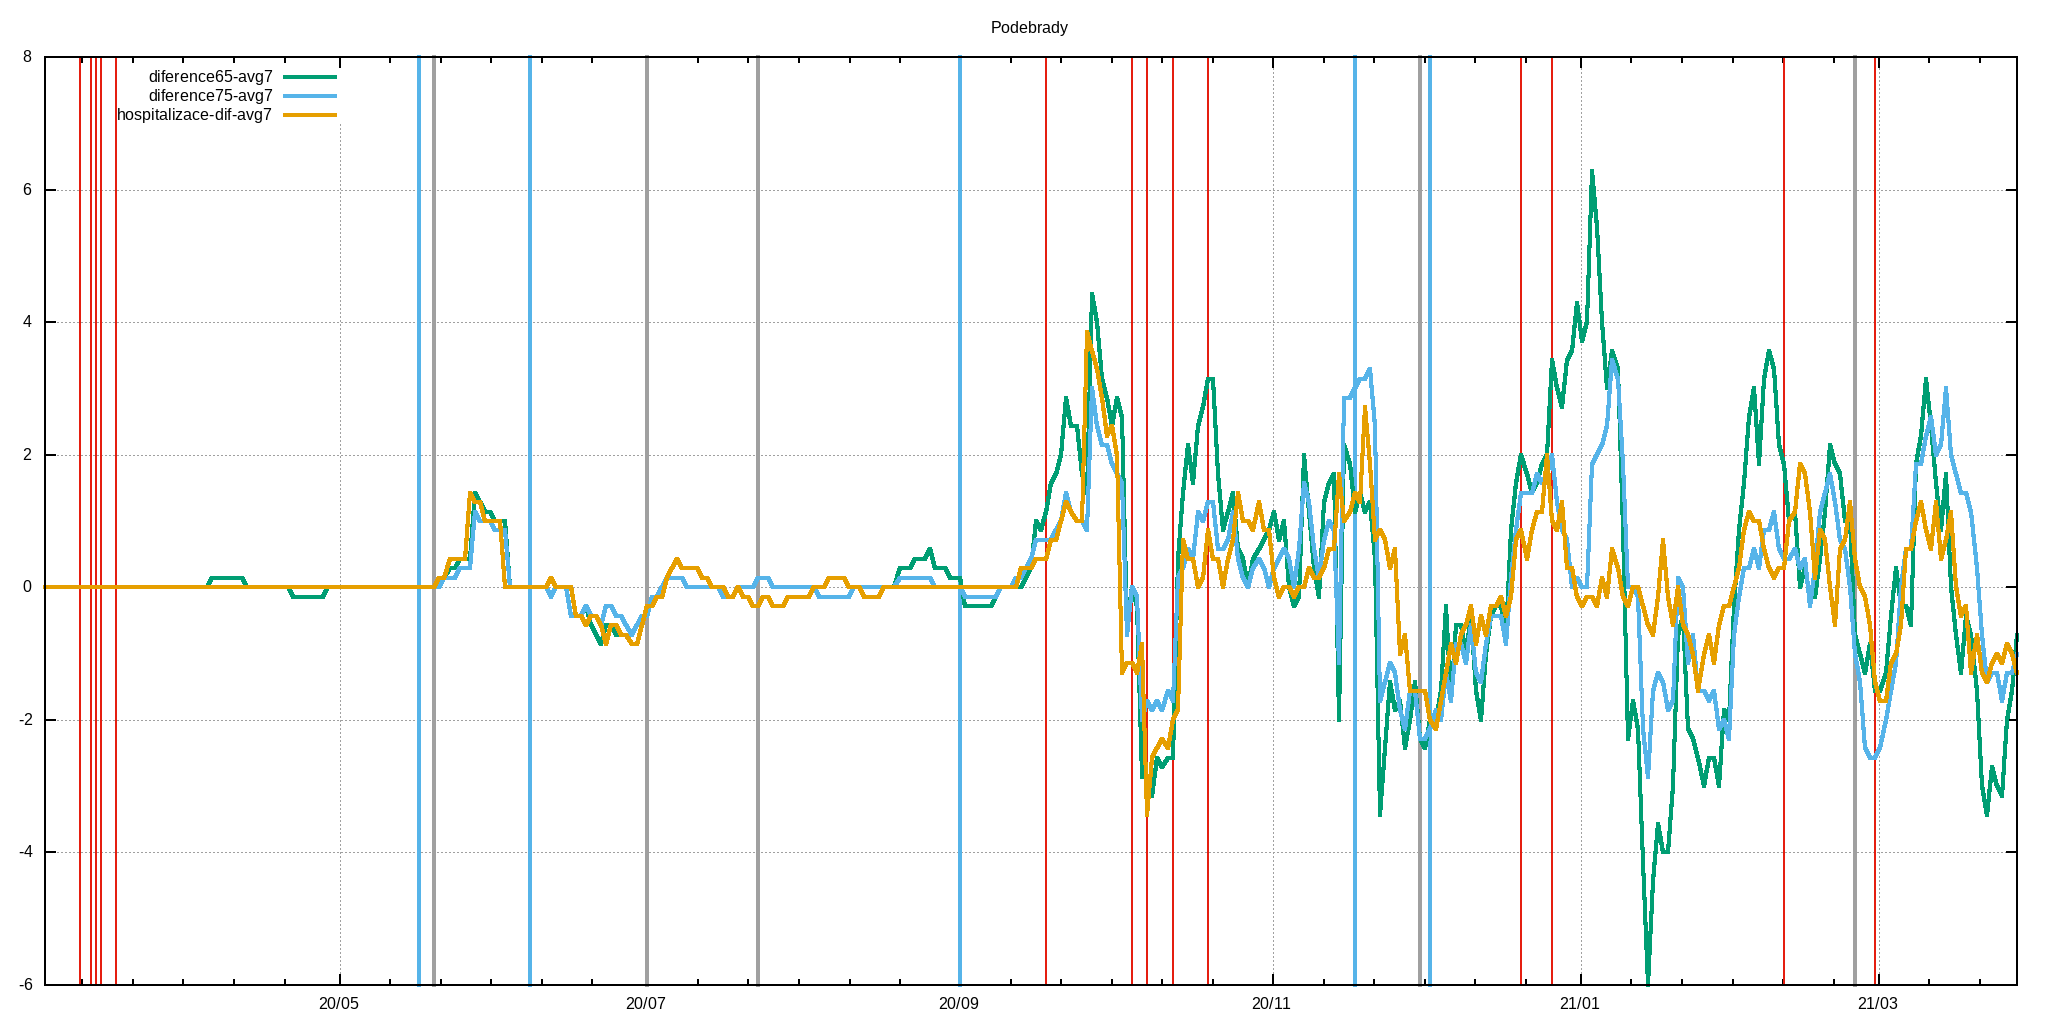 Podebrady
diference65-avg7
diference75-avg7
hospitalizace-dif-avg7
8
6
4
2
0
-2
-4
-6
20/05 20/07 20/09 20/11 21/01 21/03